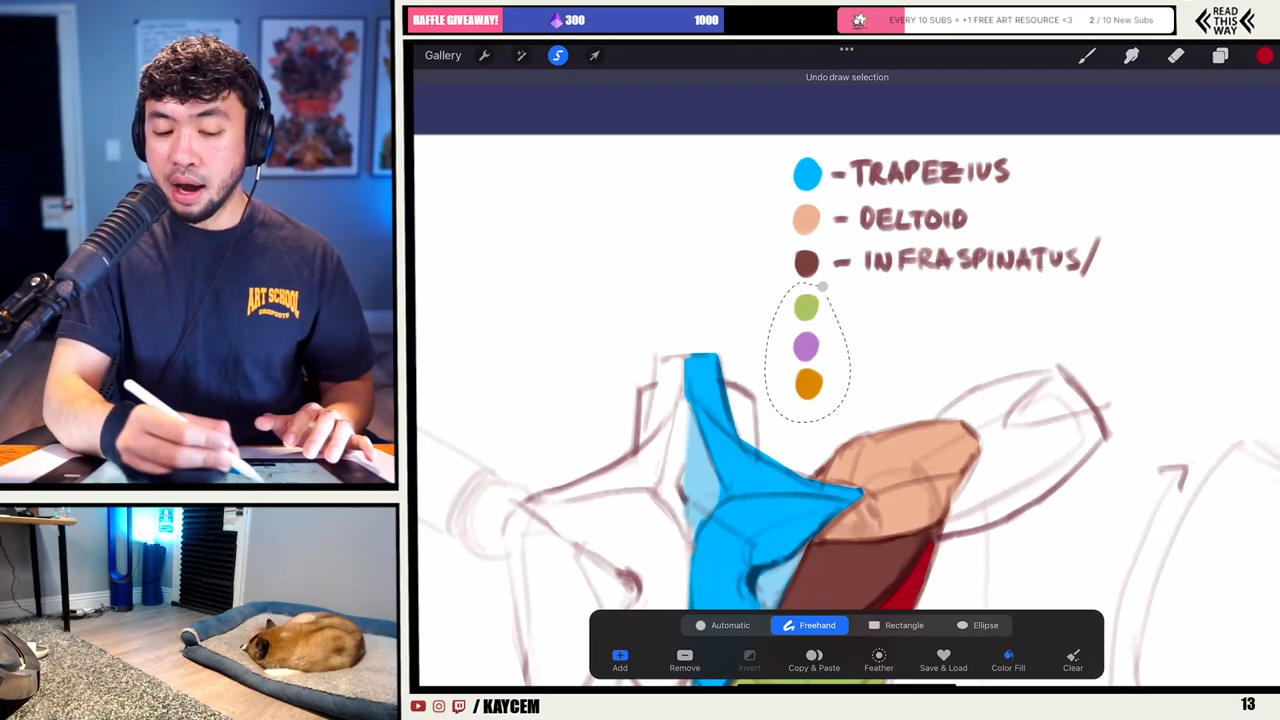 RAFFLE GIVEAWAY! 300 1000
EVERY 10 SUBS = +1 FREE ART RESOURCE <3 2 / 10 New Subs
READ THIS WAY
Gallery
Undo draw selection
- TRAPEZIUS
- DELTOID
- INFRASPINATUS/
ART SCHOOL
DROPOUTS
Automatic Freehand Rectangle Ellipse
Add Remove Invert Copy & Paste Feather Save & Load Color Fill Clear
/ KAYCEM
13